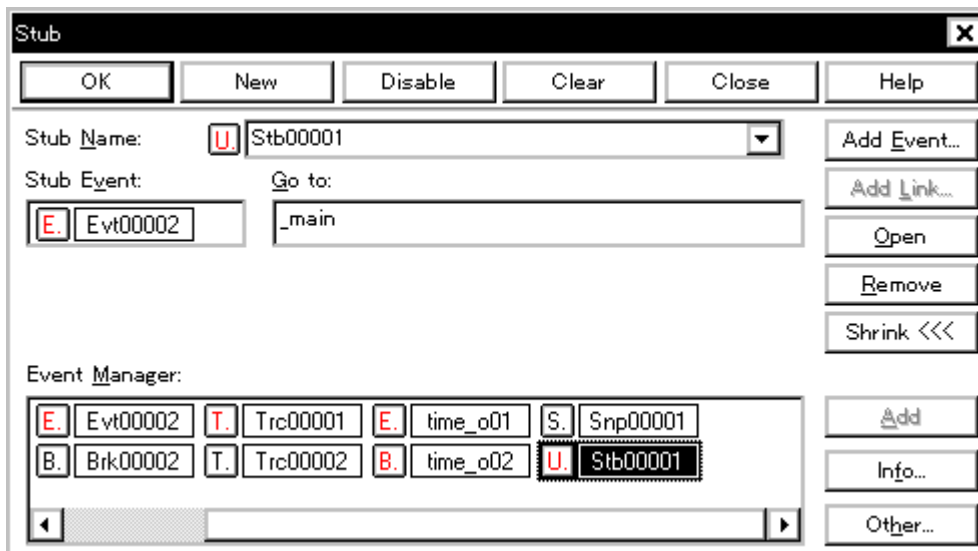 Stub
OK New Disable Clear Close Help
Stub Name: U. Stb00001 Add Event...
Stub Event: Go to: Add Link...
E. Evt00002 _main Open
Remove
Shrink <<<
Event Manager:
E. Evt00002 T. Trc00001 E. time_o01 S. Snp00001 Add
B. Brk00002 T. Trc00002 B. time_o02 U. Stb00001 Info...
Other...